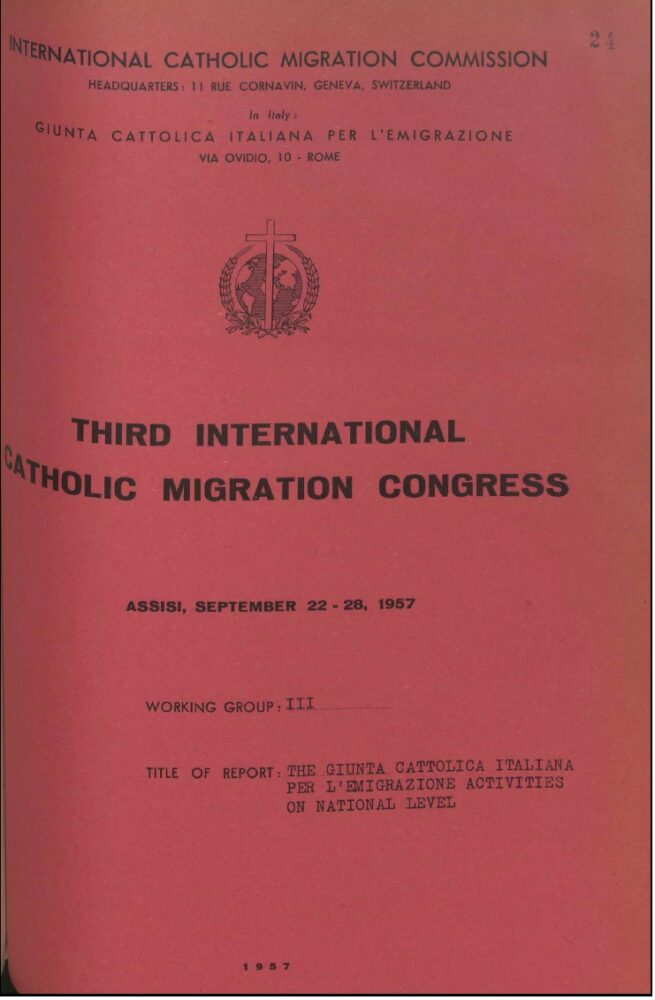 24
INTERNATIONAL CATHOLIC MIGRATION COMMISSION
HEADQUARTERS: 11 RUE CORNAVIN, GENEVA, SWITZERLAND
In Italy:
GIUNTA CATTOLICA ITALIANA PER L'EMIGRAZIONE
VIA OVIDIO, 10 - ROME
THIRD INTERNATIONAL
CATHOLIC MIGRATION CONGRESS
ASSISI, SEPTEMBER 22 - 28, 1957
WORKING GROUP: III
TITLE OF REPORT: THE GIUNTA CATTOLICA ITALIANA
PER L'EMIGRAZIONE ACTIVITIES
ON NATIONAL LEVEL
1957